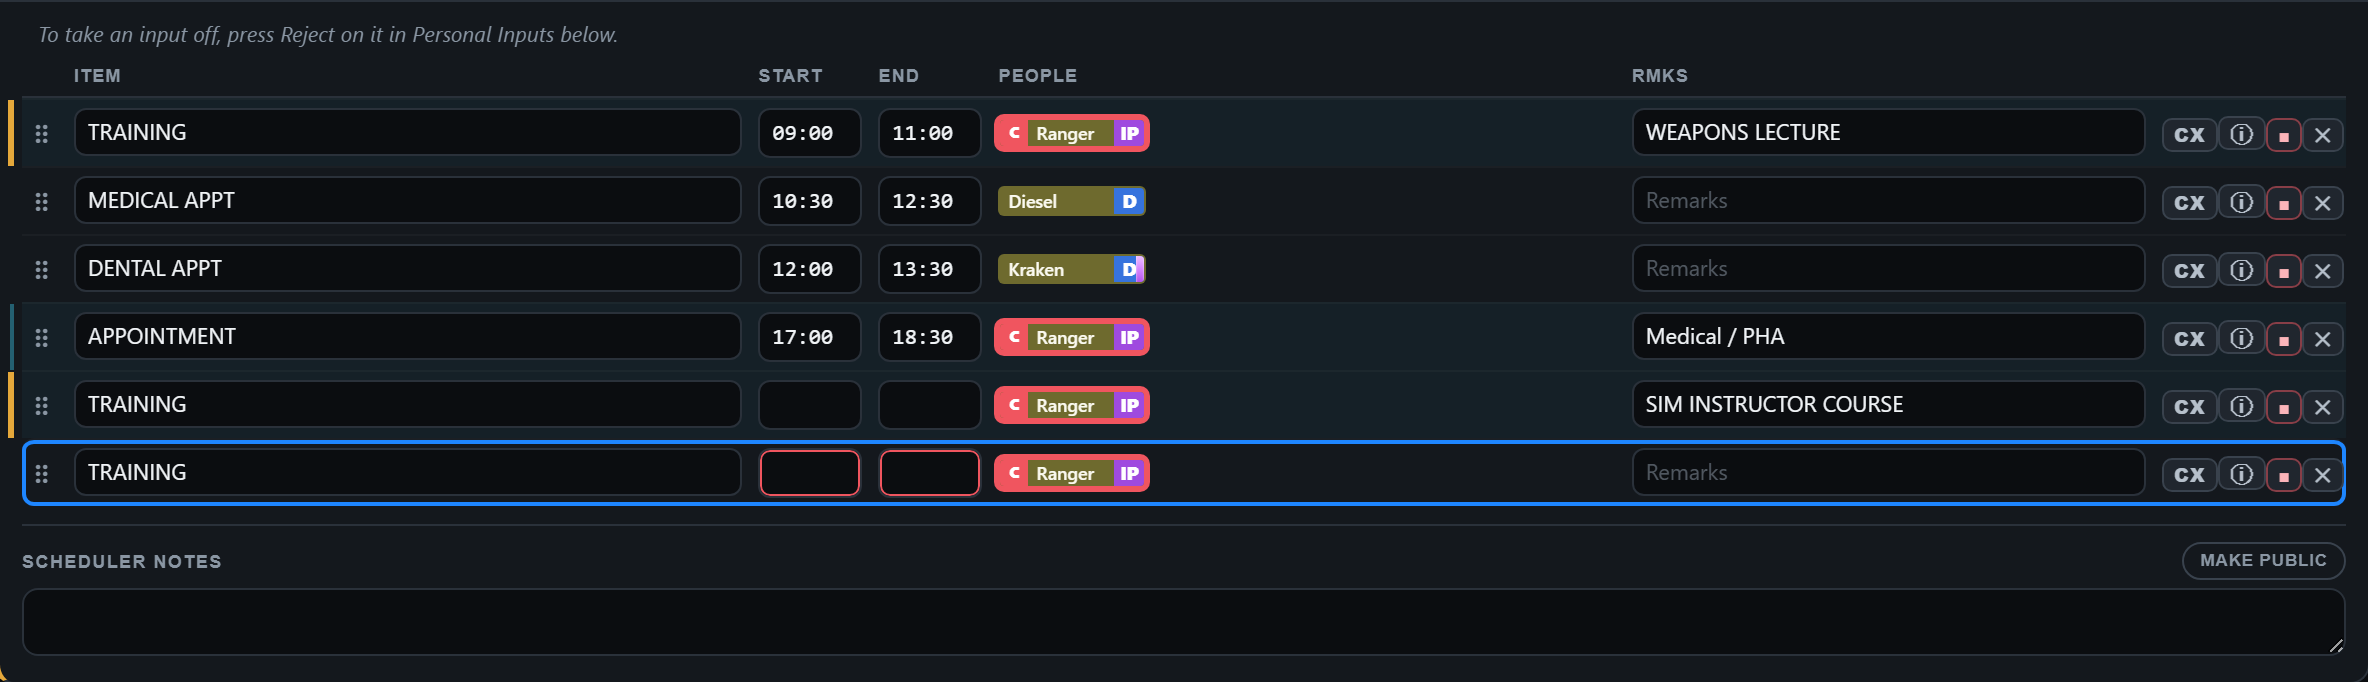 To take an input off, press Reject on it in Personal Inputs below.
ITEM START END PEOPLE RMKS
TRAINING 09:00 11:00 C Ranger IP WEAPONS LECTURE CX
MEDICAL APPT 10:30 12:30 Diesel D Remarks CX
DENTAL APPT 12:00 13:30 Kraken D Remarks CX
APPOINTMENT 17:00 18:30 C Ranger IP Medical / PHA CX
TRAINING C Ranger IP SIM INSTRUCTOR COURSE CX
TRAINING C Ranger IP Remarks CX
SCHEDULER NOTES MAKE PUBLIC